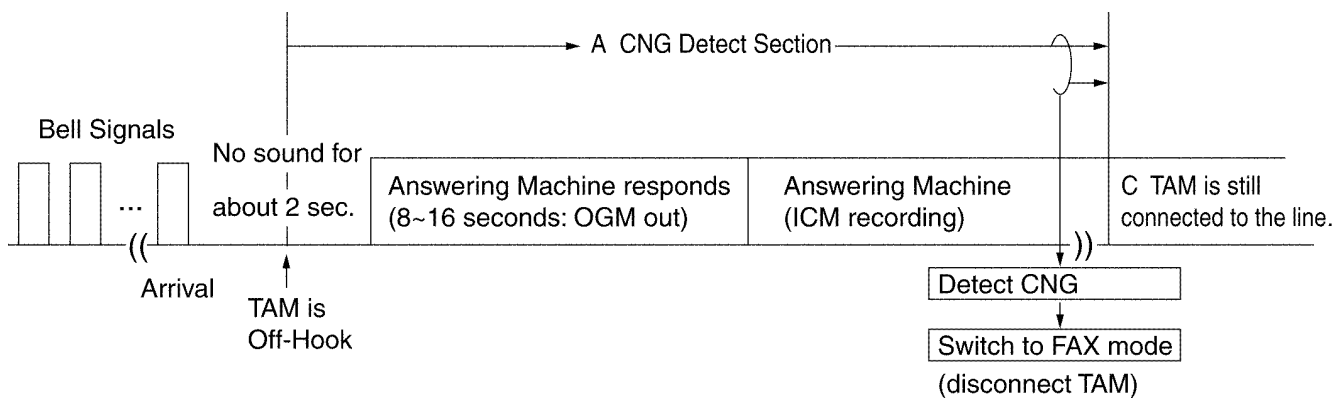 A CNG Detect Section
Bell Signals
No sound for
about 2 sec.
Answering Machine responds
(8~16 seconds: OGM out)
Answering Machine
(ICM recording)
C TAM is still
connected to the line.
...
((
))
Arrival
TAM is
Off-Hook
Detect CNG
Switch to FAX mode
(disconnect TAM)